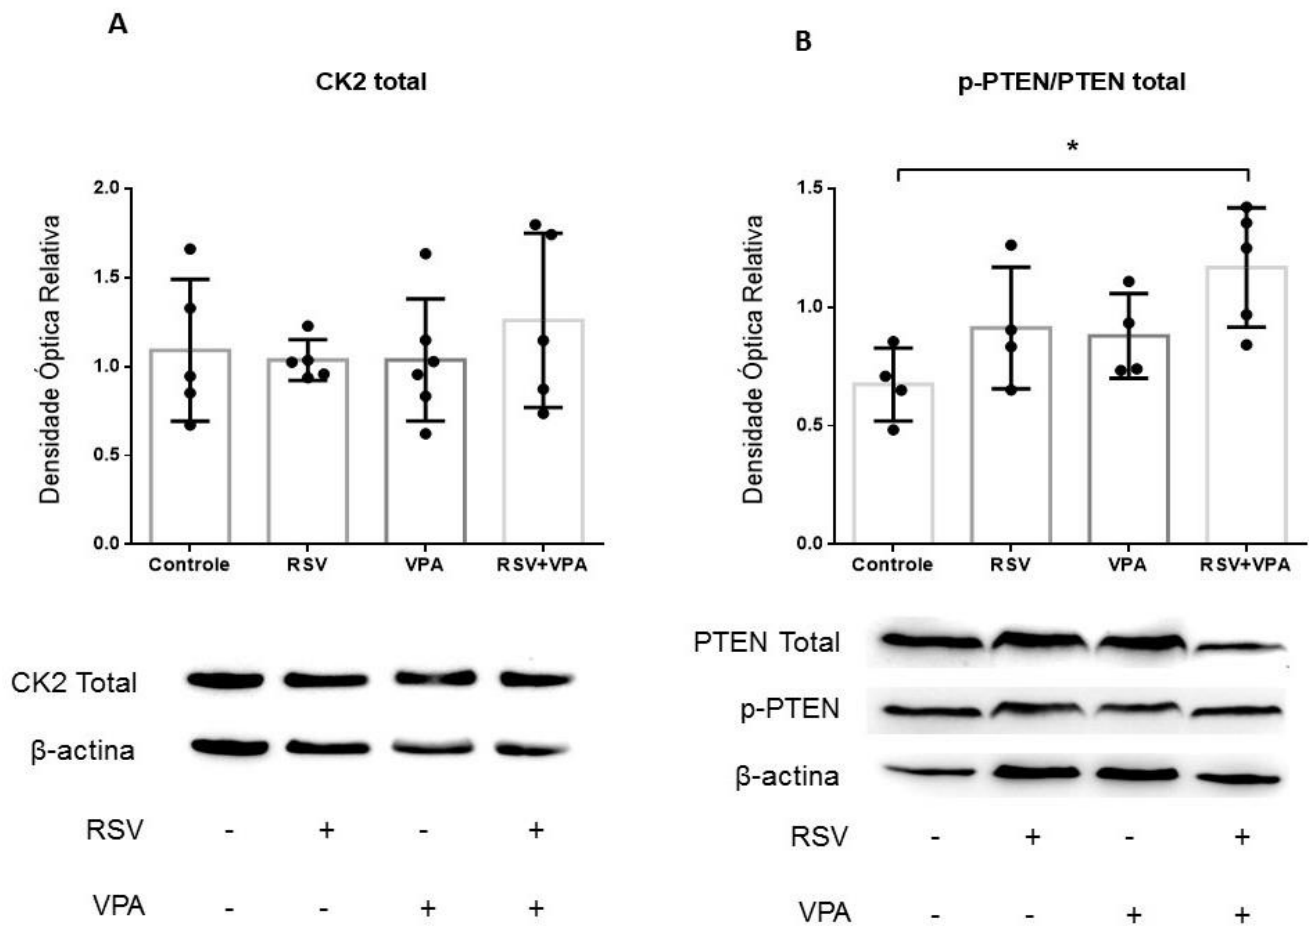 A
CK2 total
Densidade Óptica Relativa
2.0
1.5
1.0
0.5
0.0
Controle RSV VPA RSV+VPA
CK2 Total
β-actina
RSV - + - +
VPA - - + +
B
p-PTEN/PTEN total
*
Densidade Óptica Relativa
1.5
1.0
0.5
0.0
Controle RSV VPA RSV+VPA
PTEN Total
p-PTEN
β-actina
RSV - + - +
VPA - - + +